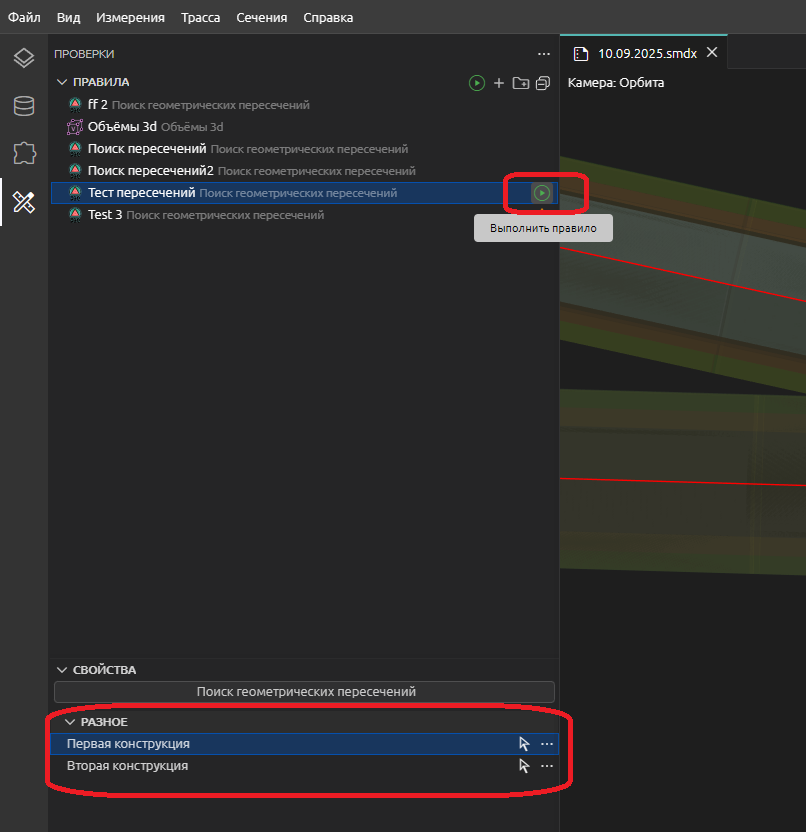 Файл Вид Измерения Трасса Сечения Справка
ПРОВЕРКИ
ПРАВИЛА
ff 2 Поиск геометрических пересечений
Объёмы 3d Объёмы 3d
Поиск пересечений Поиск геометрических пересечений
Поиск пересечений2 Поиск геометрических пересечений
Тест пересечений Поиск геометрических пересечений
Test 3 Поиск геометрических пересечений
Выполнить правило
10.09.2025.smdx
Камера: Орбита
СВОЙСТВА
Поиск геометрических пересечений
РАЗНОЕ
Первая конструкция
Вторая конструкция